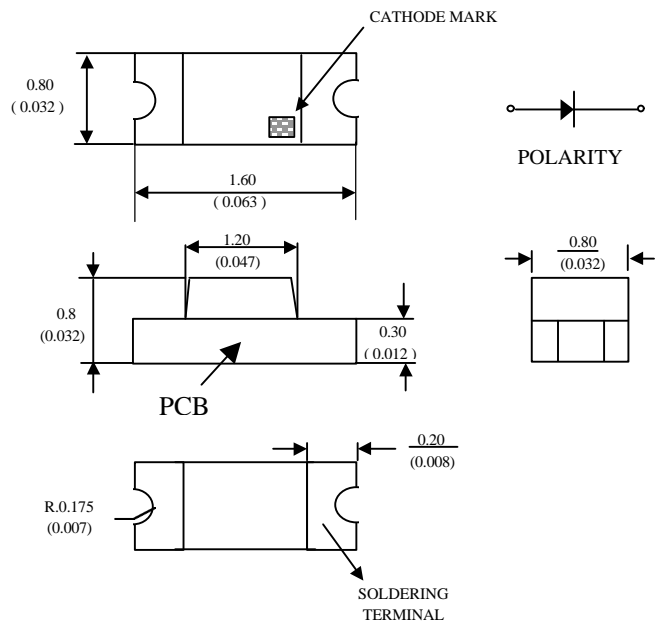 CATHODE MARK
0.80
( 0.032 )
POLARITY
1.60
( 0.063 )
1.20
(0.047)
0.80
(0.032)
0.8
(0.032)
0.30
( 0.012 )
PCB
0.20
(0.008)
R.0.175
(0.007)
SOLDERING
TERMINAL